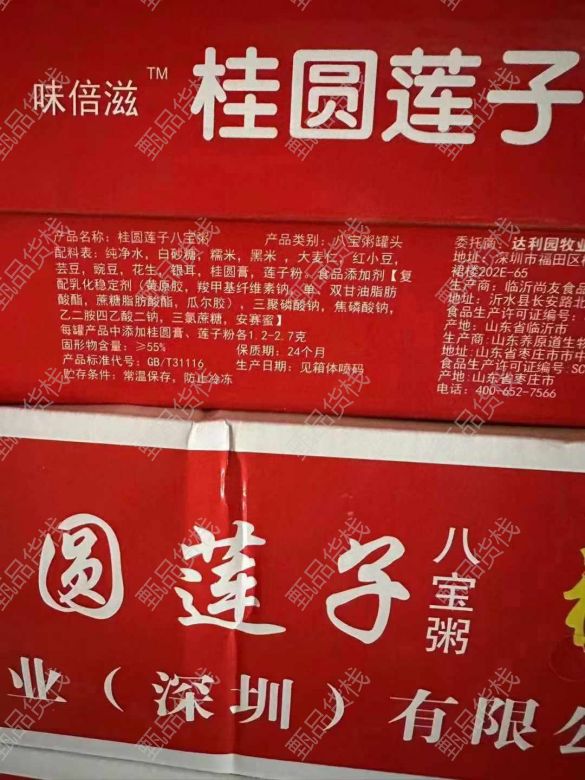 味倍滋™ 桂圆莲子
产品名称：桂圆莲子八宝粥 产品类别：八宝粥罐头
配料表：纯净水，白砂糖，糯米，黑米，大麦仁，红小豆，
芸豆，豌豆，花生，银耳，桂圆膏，莲子粉、食品添加剂【复
配乳化稳定剂（黄原胶，羧甲基纤维素钠，单、双甘油脂肪
酸酯，蔗糖脂肪酸酯，瓜尔胶），三聚磷酸钠，焦磷酸钠，
乙二胺四乙酸二钠，三氯蔗糖，安赛蜜】
每罐产品中添加桂圆膏、莲子粉各1.2-2.7克
固形物含量：≥55% 保质期：24个月
产品标准代号：GB/T31116 生产日期：见箱体喷码
贮存条件：常温保存，防止冷冻
委托商：达利园牧业
地址：深圳市福田区
裙楼202E-65
生产商：临沂尚友食品
地址：沂水县长安路北
食品生产许可证编号：
产地：山东省临沂市
生产商：山东养原道生物
地址：山东省枣庄市市中
食品生产许可证编号：SC
产地：山东省枣庄市
电话：400-652-7566
圆莲子 八宝粥
业（深圳）有限公
甄品货栈